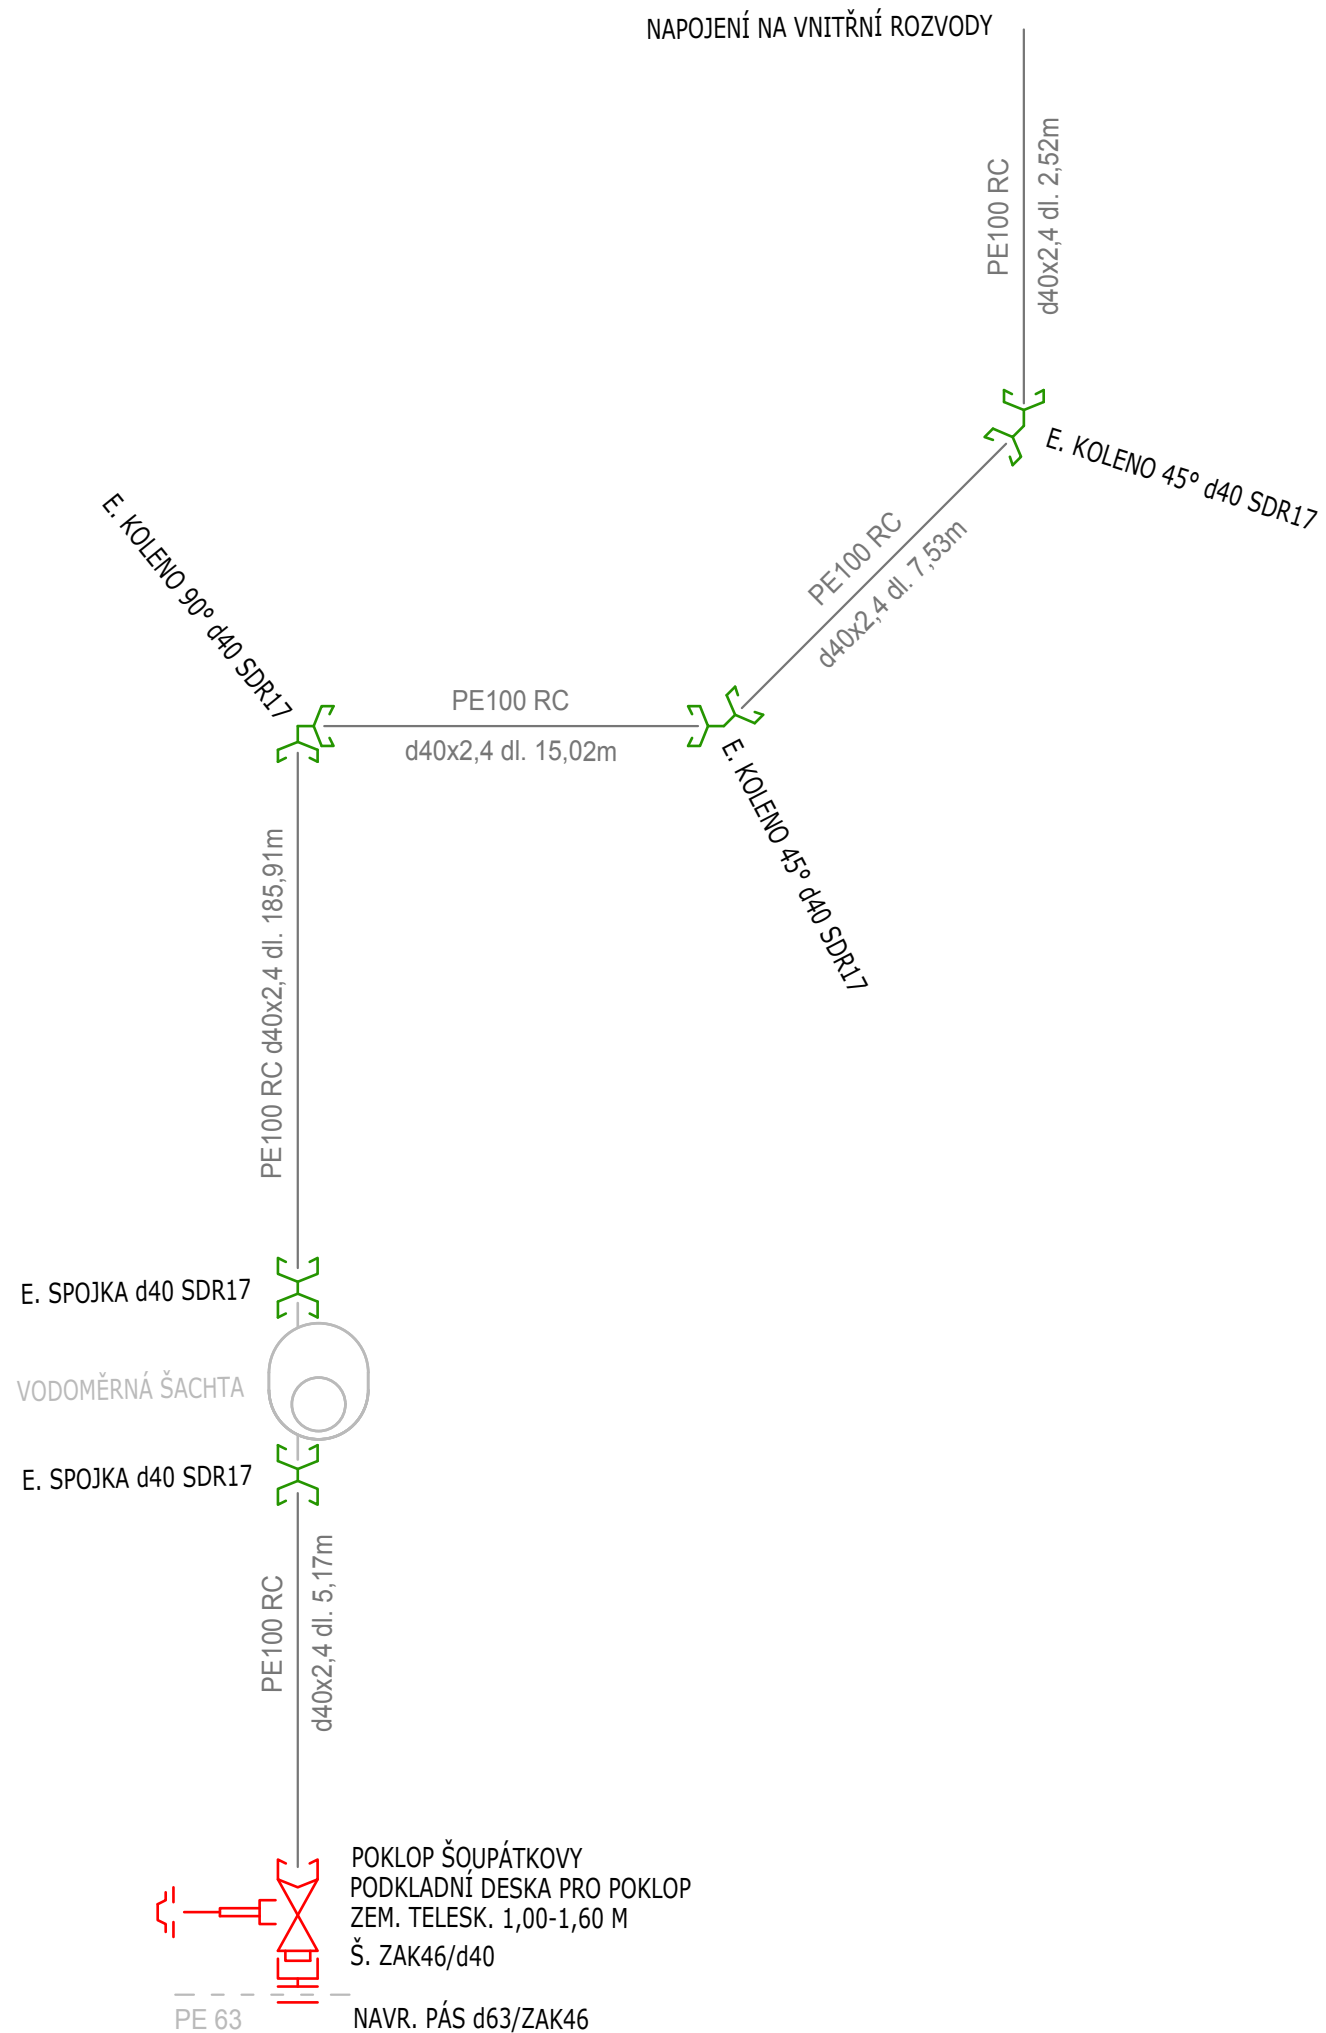 NAPOJENÍ NA VNITŘNÍ ROZVODY
PE100 RC
d40x2,4 dl. 2,52m
E. KOLENO 45° d40 SDR17
PE100 RC
d40x2,4 dl. 7,53m
E. KOLENO 90° d40 SDR17
PE100 RC
d40x2,4 dl. 15,02m
E. KOLENO 45° d40 SDR17
PE100 RC d40x2,4 dl. 185,91m
E. SPOJKA d40 SDR17
VODOMĚRNÁ ŠACHTA
E. SPOJKA d40 SDR17
PE100 RC
d40x2,4 dl. 5,17m
POKLOP ŠOUPÁTKOVY
PODKLADNÍ DESKA PRO POKLOP
ZEM. TELESK. 1,00-1,60 M
Š. ZAK46/d40
PE 63
NAVR. PÁS d63/ZAK46